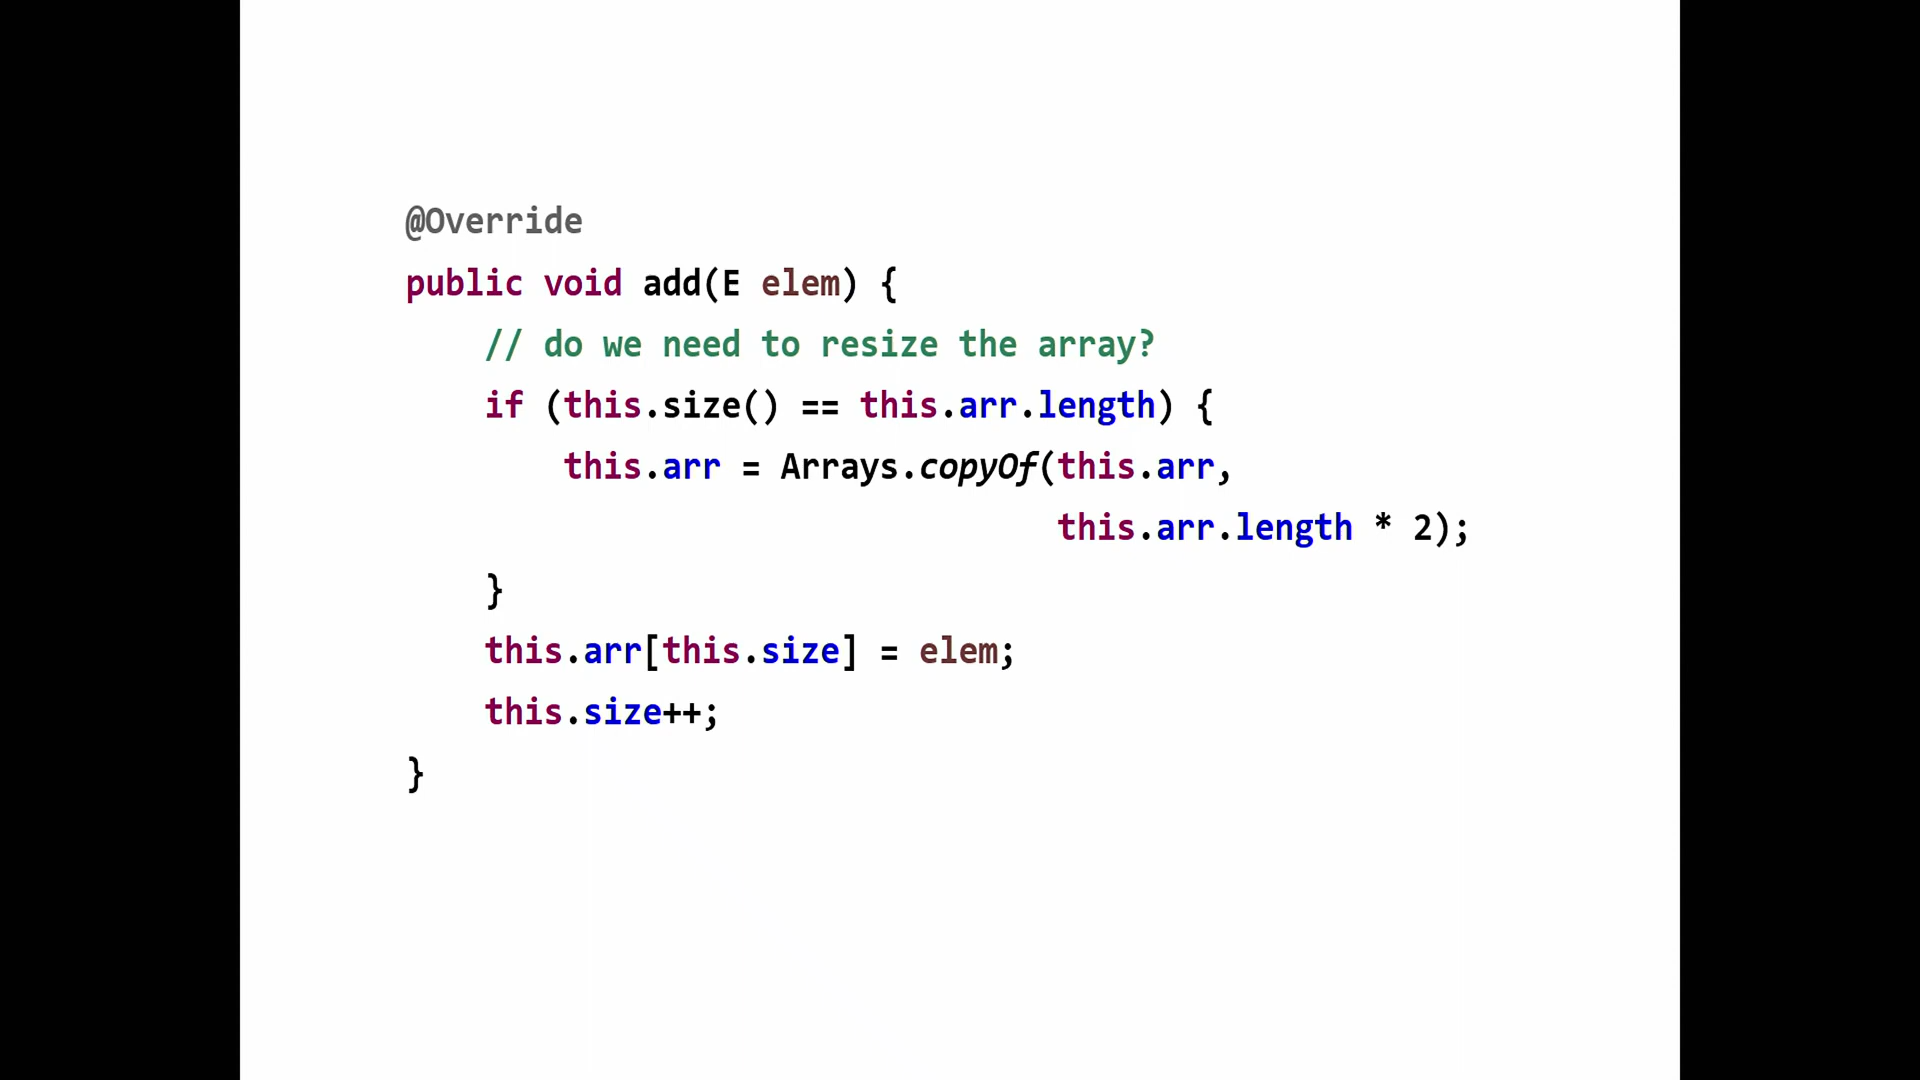 @Override
public void add(E elem) {
    // do we need to resize the array?
    if (this.size() == this.arr.length) {
        this.arr = Arrays.copyOf(this.arr,
                                 this.arr.length * 2);
    }
    this.arr[this.size] = elem;
    this.size++;
}